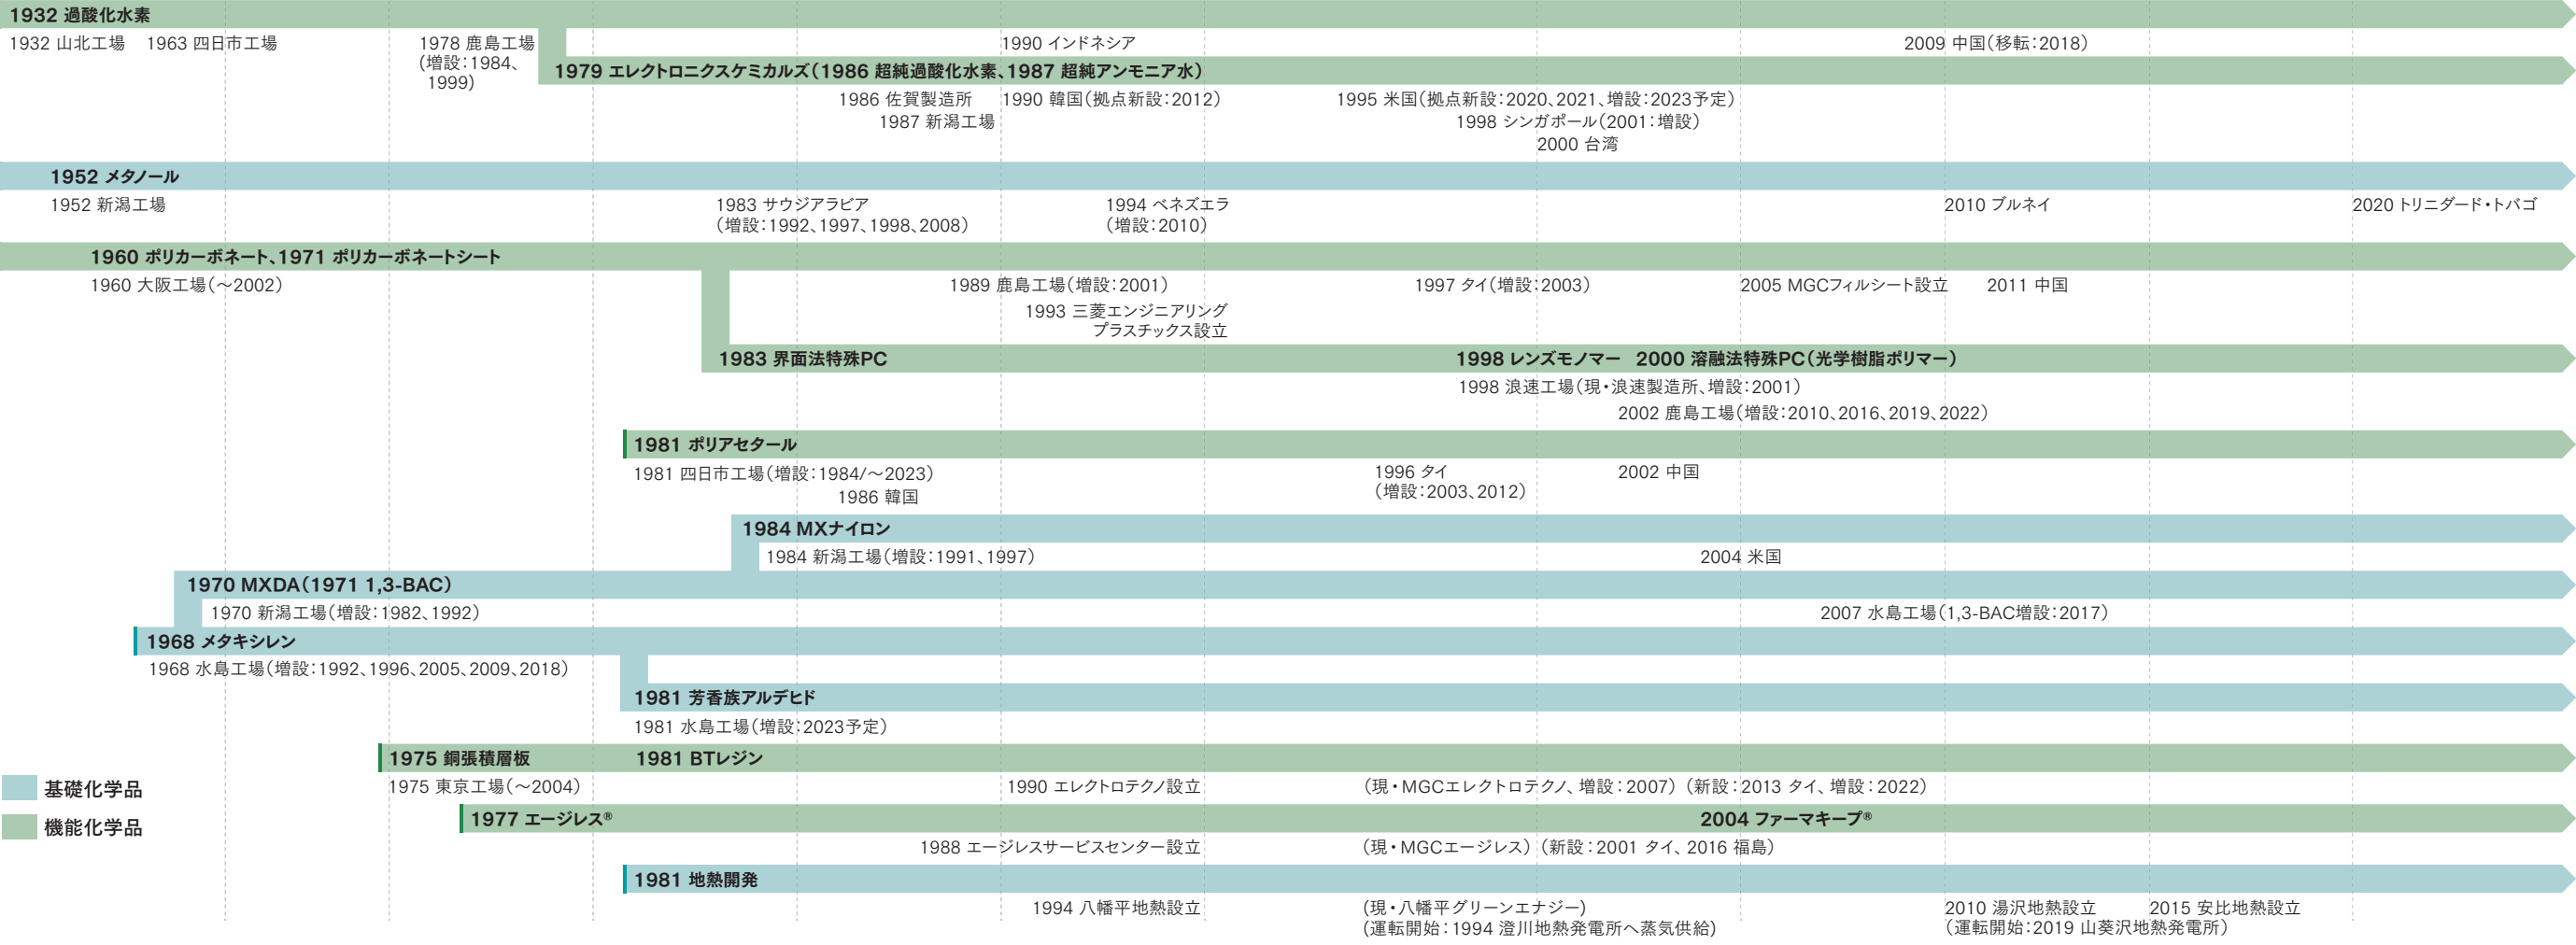 1932 過酸化水素
1932 山北工場
1963 四日市工場
1978 鹿島工場
(増設：1984、
1999)
1990 インドネシア
2009 中国(移転：2018)
1979 エレクトロニクスケミカルズ(1986 超純過酸化水素、1987 超純アンモニア水)
1986 佐賀製造所
1990 韓国(拠点新設：2012)
1995 米国(拠点新設：2020、2021、増設：2023予定)
1987 新潟工場
1998 シンガポール(2001：増設)
2000 台湾
1952 メタノール
1952 新潟工場
1983 サウジアラビア
(増設：1992、1997、1998、2008)
1994 ベネズエラ
(増設：2010)
2010 ブルネイ
2020 トリニダード・トバゴ
1960 ポリカーボネート、1971 ポリカーボネートシート
1960 大阪工場(～2002)
1989 鹿島工場(増設：2001)
1997 タイ(増設：2003)
2005 MGCフィルシート設立
2011 中国
1993 三菱エンジニアリング
プラスチックス設立
1983 界面法特殊PC
1998 レンズモノマー
2000 溶融法特殊PC(光学樹脂ポリマー)
1998 浪速工場(現・浪速製造所、増設：2001)
2002 鹿島工場(増設：2010、2016、2019、2022)
1981 ポリアセタール
1981 四日市工場(増設：1984/～2023)
1996 タイ
(増設：2003、2012)
2002 中国
1986 韓国
1984 MXナイロン
1984 新潟工場(増設：1991、1997)
2004 米国
1970 MXDA(1971 1,3-BAC)
1970 新潟工場(増設：1982、1992)
2007 水島工場(1,3-BAC増設：2017)
1968 メタキシレン
1968 水島工場(増設：1992、1996、2005、2009、2018)
1981 芳香族アルデヒド
1981 水島工場(増設：2023予定)
1975 銅張積層板
1981 BTレジン
1975 東京工場(～2004)
1990 エレクトロテクノ設立
(現・MGCエレクトロテクノ、増設：2007)(新設：2013 タイ、増設：2022)
1977 エージレス®
2004 ファーマキープ®
1988 エージレスサービスセンター設立
(現・MGCエージレス)(新設：2001 タイ、2016 福島)
1981 地熱開発
1994 八幡平地熱設立
(現・八幡平グリーンエナジー)
(運転開始：1994 澄川地熱発電所へ蒸気供給)
2010 湯沢地熱設立
(運転開始：2019 山葵沢地熱発電所)
2015 安比地熱設立
基礎化学品
機能化学品